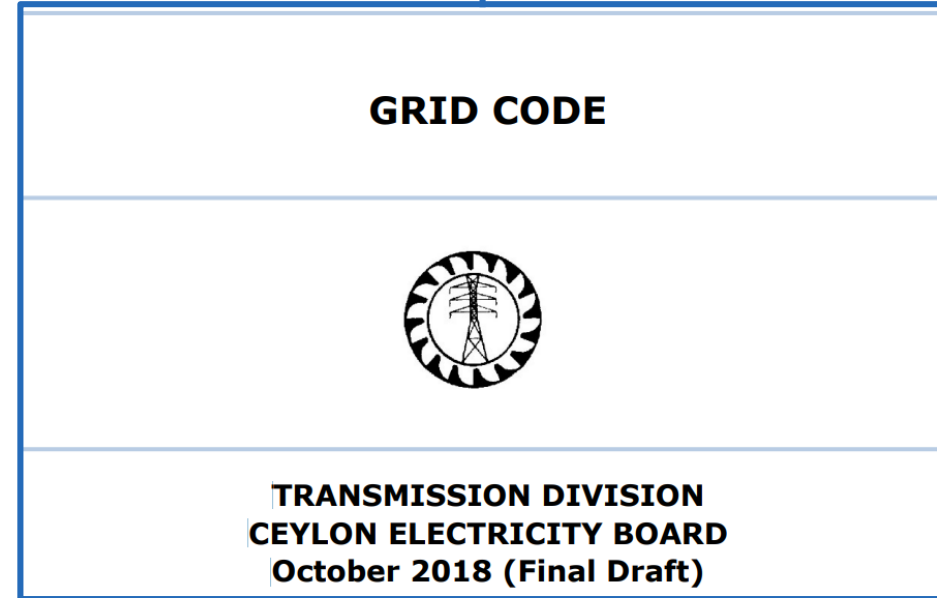 GRID CODE
TRANSMISSION DIVISION
CEYLON ELECTRICITY BOARD
October 2018 (Final Draft)